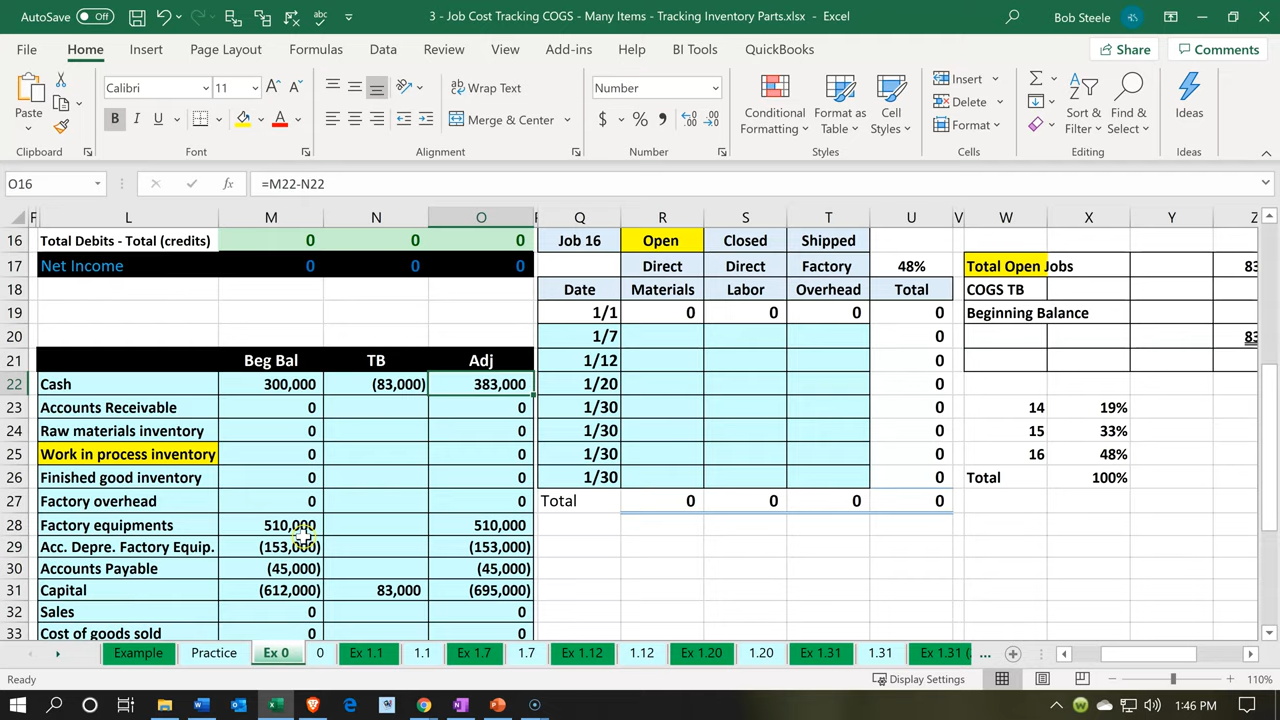 AutoSave Off 3 - Job Cost Tracking COGS - Many Items - Tracking Inventory Parts.xlsx - Excel Bob Steele
File Home Insert Page Layout Formulas Data Review View Add-ins Help BI Tools QuickBooks Share Comments
Paste Calibri 11 Wrap Text Number Conditional Formatting Format as Table Cell Styles Insert Sort & Filter Find & Select Ideas
B I U Merge & Center $ % Delete
Format
Clipboard Font Alignment Number Styles Cells Editing Ideas
O16 fx =M22-N22
F L M N O Q R S T U V W X Y Z
16 Total Debits - Total (credits) 0 0 0 Job 16 Open Closed Shipped
17 Net Income 0 0 0 Direct Direct Factory 48% Total Open Jobs 83
18 Date Materials Labor Overhead Total COGS TB
19 1/1 0 0 0 0 Beginning Balance
20 1/7 0 83
21 Beg Bal TB Adj 1/12 0
22 Cash 300,000 (83,000) 383,000 1/20 0
23 Accounts Receivable 0 0 1/30 0 14 19%
24 Raw materials inventory 0 0 1/30 0 15 33%
25 Work in process inventory 0 0 1/30 0 16 48%
26 Finished good inventory 0 0 1/30 0 Total 100%
27 Factory overhead 0 0 Total 0 0 0 0
28 Factory equipments 510,000 510,000
29 Acc. Depre. Factory Equip. (153,000) (153,000)
30 Accounts Payable (45,000) (45,000)
31 Capital (612,000) 83,000 (695,000)
32 Sales 0 0
33 Cost of goods sold 0 0
Example Practice Ex 0 0 Ex 1.1 1.1 Ex 1.7 1.7 Ex 1.12 1.12 Ex 1.20 1.20 Ex 1.31 1.31 Ex 1.31 ( ...
Ready Display Settings 110%
1:46 PM